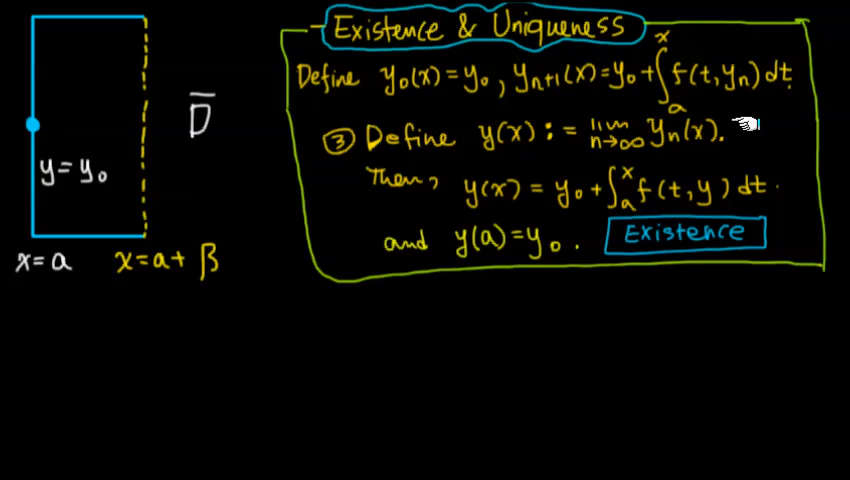 Existence & Uniqueness
Define y₀(x)=y₀, yₙ₊₁(x)=y₀+∫ₐˣ f(t,yₙ)dt.
③ Define y(x):= lim n→∞ yₙ(x).
Then, y(x) = y₀+∫ₐˣ f(t,y)dt.
and y(a)=y₀. Existence
D̅
y=y₀
x=a x=a+β